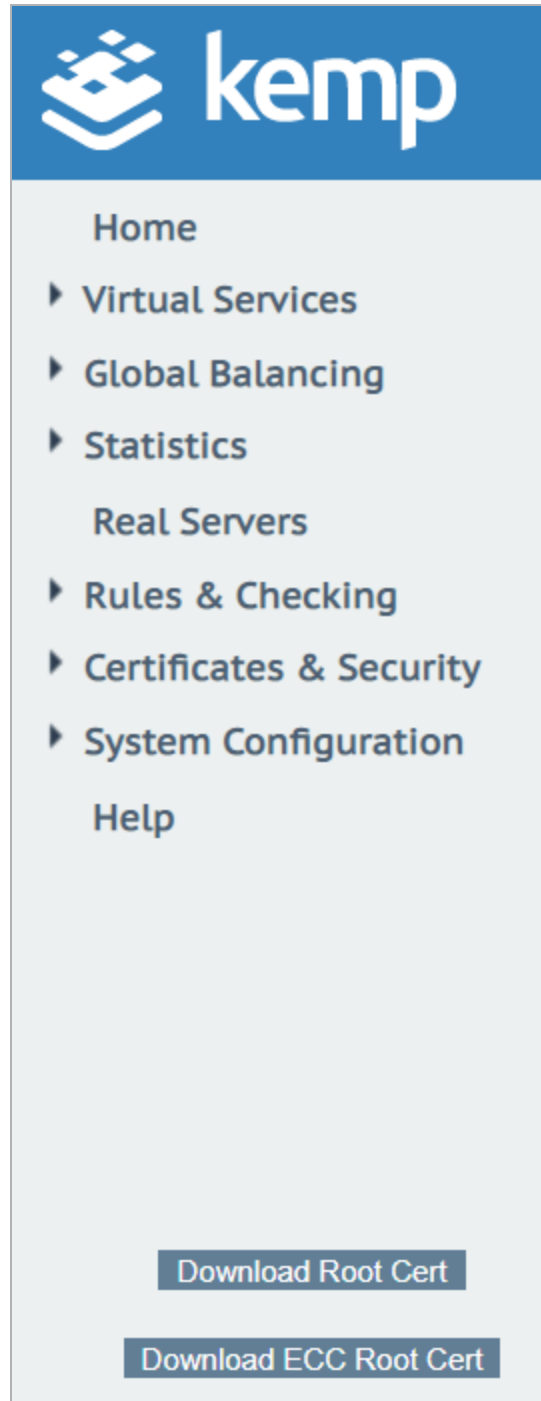 kemp
Home
Virtual Services
Global Balancing
Statistics
Real Servers
Rules & Checking
Certificates & Security
System Configuration
Help
Download Root Cert
Download ECC Root Cert